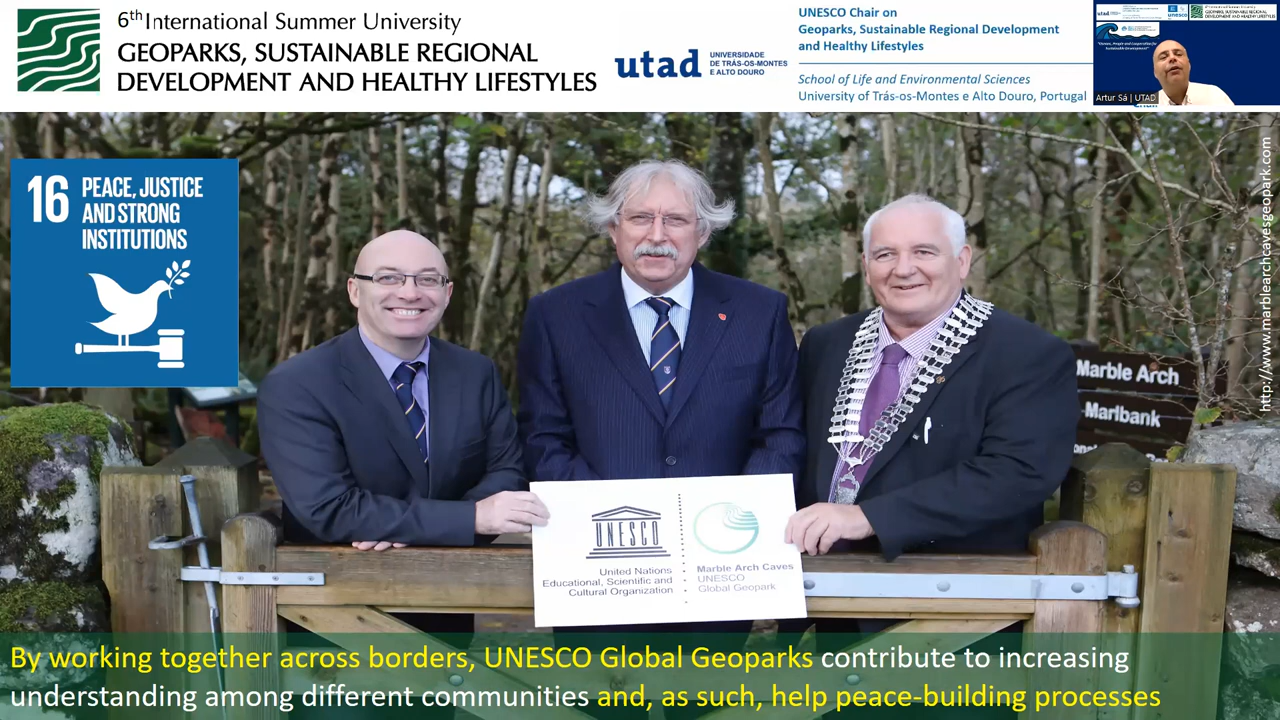 6th International Summer University
GEOPARKS, SUSTAINABLE REGIONAL
DEVELOPMENT AND HEALTHY LIFESTYLES
utad
UNIVERSIDADE
DE TRÁS-OS-MONTES
E ALTO DOURO
UNESCO Chair on
Geoparks, Sustainable Regional Development
and Healthy Lifestyles
School of Life and Environmental Sciences
University of Trás-os-Montes e Alto Douro, Portugal
Artur Sá | UTAD
16 PEACE, JUSTICE
AND STRONG
INSTITUTIONS
http://www.marblearchcavesgeopark.com
Marble Arch
-Marlbank
UNESCO
United Nations
Educational, Scientific and
Cultural Organization
Marble Arch Caves
UNESCO
Global Geopark
By working together across borders, UNESCO Global Geoparks contribute to increasing
understanding among different communities and, as such, help peace-building processes